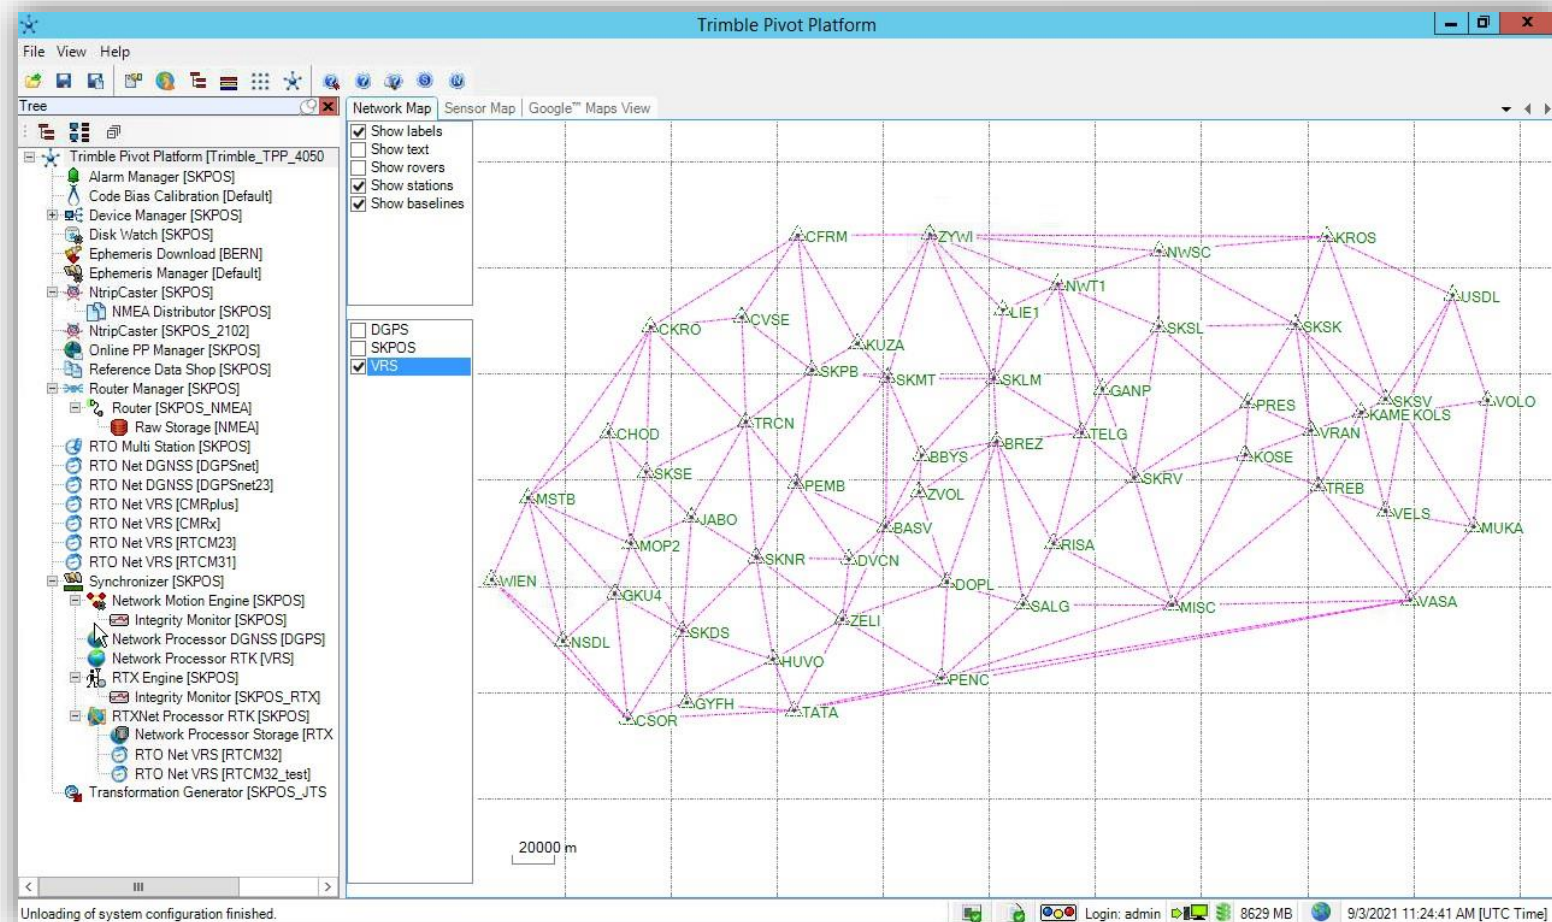 Trimble Pivot Platform
File View Help
Tree
Network Map Sensor Map Google™ Maps View
Trimble Pivot Platform [Trimble_TPP_4050
Alarm Manager [SKPOS]
Code Bias Calibration [Default]
Device Manager [SKPOS]
Disk Watch [SKPOS]
Ephemeris Download [BERN]
Ephemeris Manager [Default]
NtripCaster [SKPOS]
NMEA Distributor [SKPOS]
NtripCaster [SKPOS_2102]
Online PP Manager [SKPOS]
Reference Data Shop [SKPOS]
Router Manager [SKPOS]
Router [SKPOS_NMEA]
Raw Storage [NMEA]
RTO Multi Station [SKPOS]
RTO Net DGNSS [DGPSnet]
RTO Net DGNSS [DGPSnet23]
RTO Net VRS [CMRplus]
RTO Net VRS [CMRx]
RTO Net VRS [RTCM23]
RTO Net VRS [RTCM31]
Synchronizer [SKPOS]
Network Motion Engine [SKPOS]
Integrity Monitor [SKPOS]
Network Processor DGNSS [DGPS]
Network Processor RTK [VRS]
RTX Engine [SKPOS]
Integrity Monitor [SKPOS_RTX]
RTXNet Processor RTK [SKPOS]
Network Processor Storage [RTX
RTO Net VRS [RTCM32]
RTO Net VRS [RTCM32_test]
Transformation Generator [SKPOS_JTS
Show labels
Show text
Show rovers
Show stations
Show baselines
DGPS
SKPOS
VRS
CFRM ZYWI KROS
NWSC
NWT1 USDL
LIE1
CKRO CVSE SKSL SKSK
KUZA
SKPB SKMT SKLM
GANP
PRES SKSV VOLO
KAME KOLS
CHOD TRCN BREZ TELG VRAN
BBYS KOSE
SKSE SKRV
PEMB ZVOL TREB
MSTB
JABO BASV VELS MUKA
MOP2 RISA
SKNR DVCN
WIEN GKU4 DOPL
SALG MISC VASA
ZELI
NSDL SKDS
HUVO
PENC
GYFH TATA
CSOR
20000 m
Unloading of system configuration finished. Login: admin 8629 MB 9/3/2021 11:24:41 AM [UTC Time]